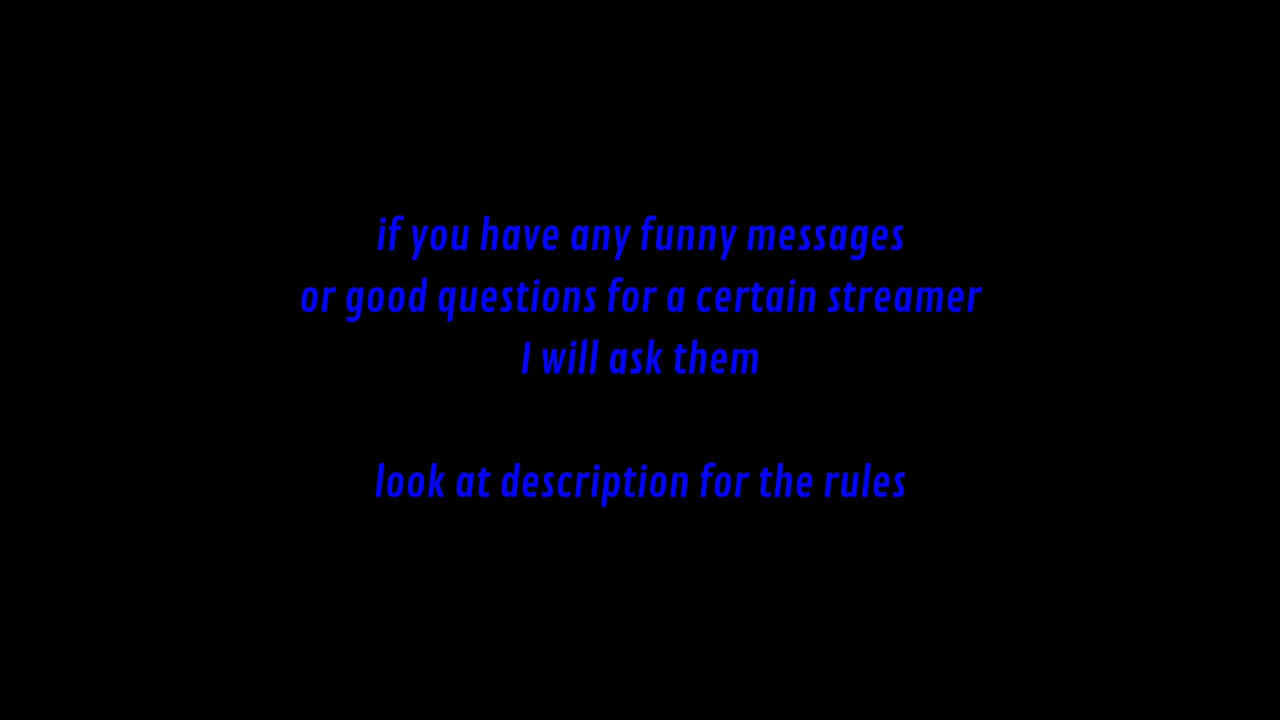 if you have any funny messages
or good questions for a certain streamer
I will ask them
look at description for the rules